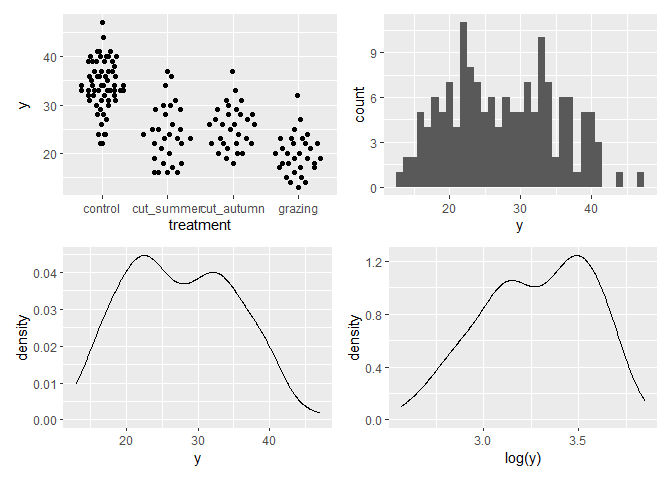 y
40
30
20
control
cut_summer
cut_autumn
grazing
treatment
count
9
6
3
0
20
30
40
y
density
0.04
0.03
0.02
0.01
0.00
20
30
40
y
density
1.2
0.8
0.4
0.0
3.0
3.5
log(y)